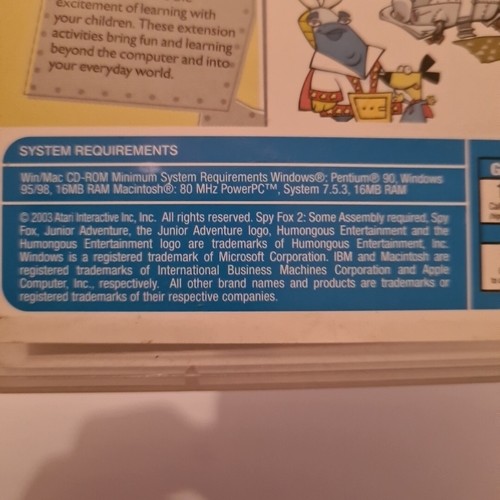 excitement of learning with
your children. These extension
activities bring fun and learning
beyond the computer and into
your everyday world.
SYSTEM REQUIREMENTS
Win/Mac CD-ROM Minimum System Requirements Windows®: Pentium® 90, Windows
95/98, 16MB RAM Macintosh®: 80 MHz PowerPC™, System 7.5.3, 16MB RAM
© 2003 Atari Interactive Inc, Inc. All rights reserved. Spy Fox 2: Some Assembly required, Spy
Fox, Junior Adventure, the Junior Adventure logo, Humongous Entertainment and the
Humongous Entertainment logo are trademarks of Humongous Entertainment, Inc.
Windows is a registered trademark of Microsoft Corporation. IBM and Macintosh are
registered trademarks of International Business Machines Corporation and Apple
Computer, Inc., respectively. All other brand names and products are trademarks or
registered trademarks of their respective companies.